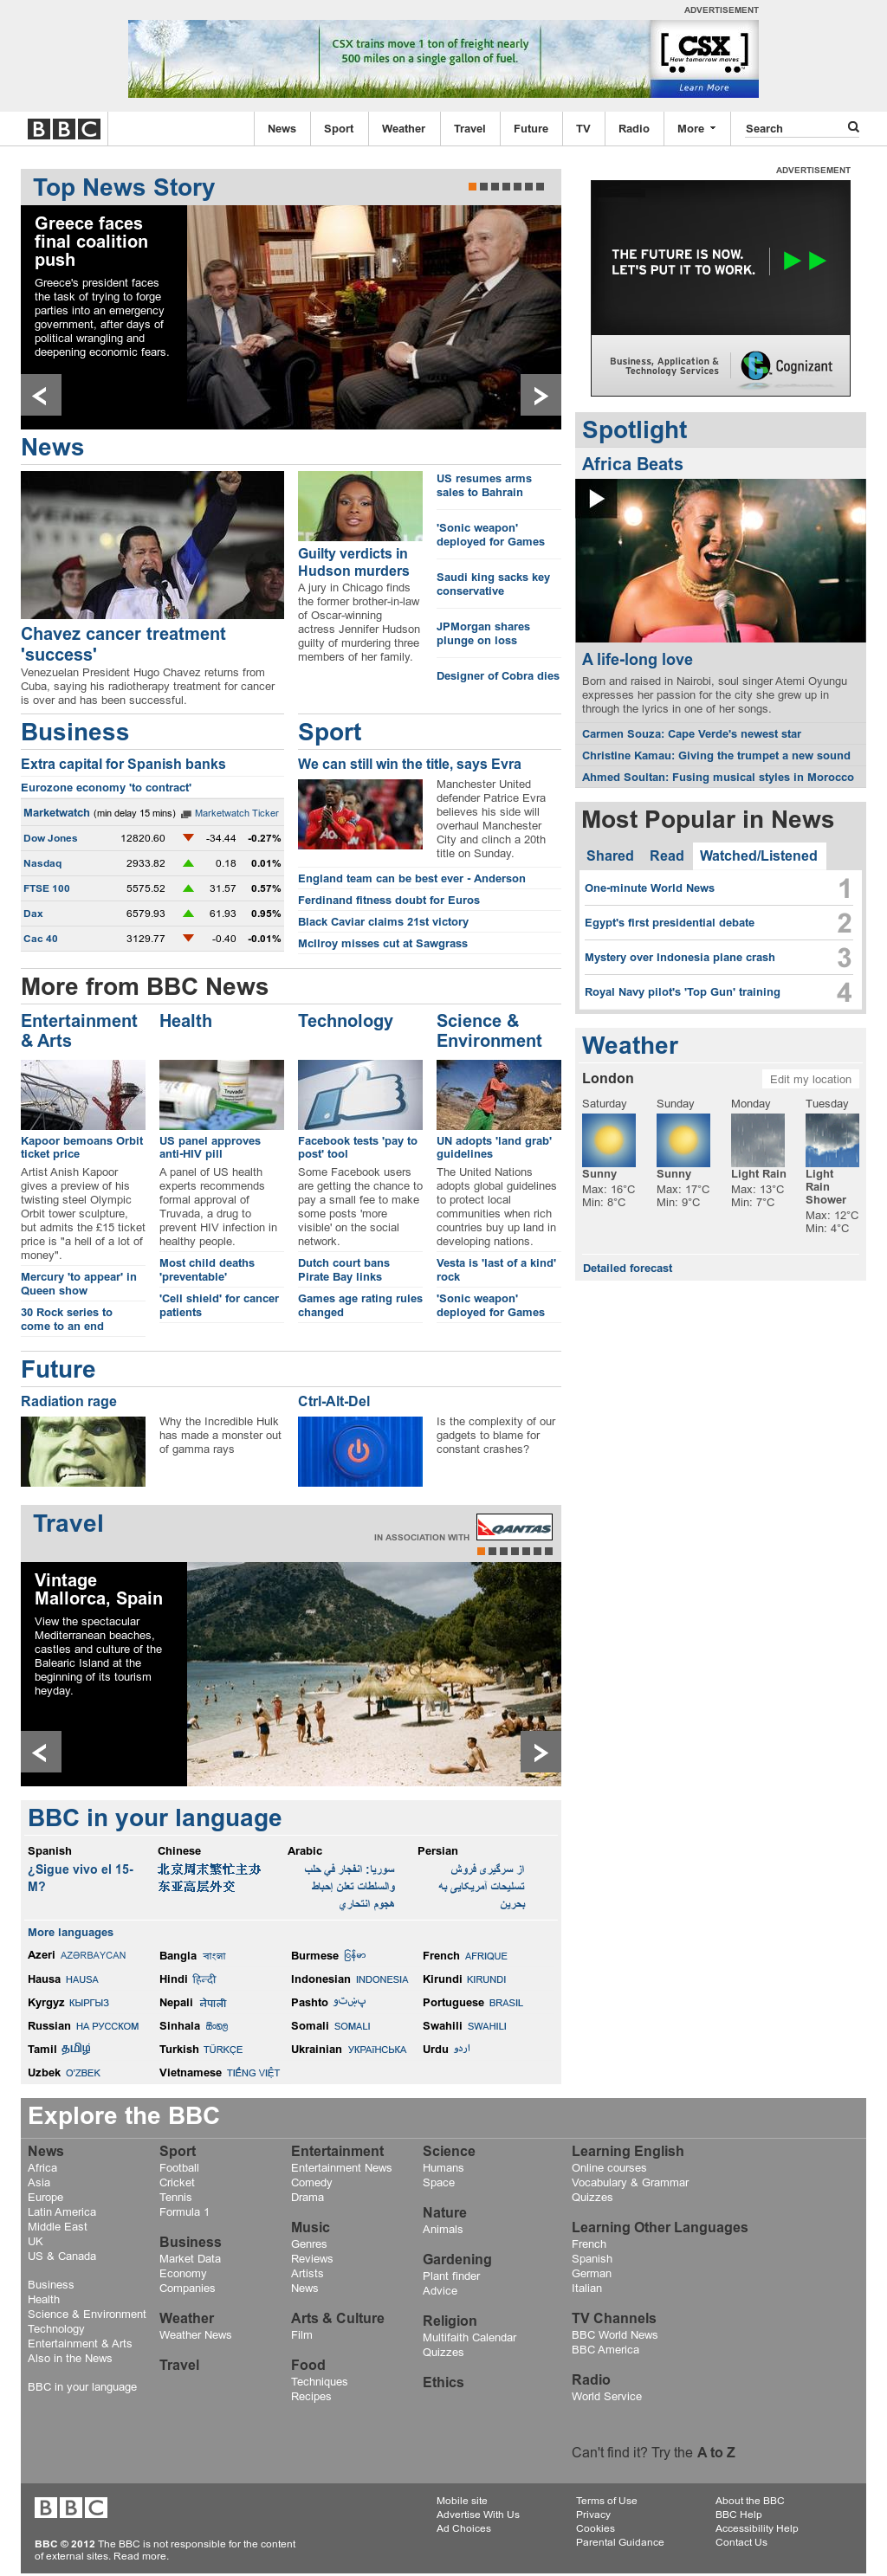 ADVERTISEMENT
CSX trains move 1 ton of freight nearly
500 miles on a single gallon of fuel.
[CSX]
How tomorrow moves
Learn More
BBC News Sport Weather Travel Future TV Radio More Search
Top News Story
Greece faces
final coalition
push
Greece's president faces
the task of trying to forge
parties into an emergency
government, after days of
political wrangling and
deepening economic fears.
ADVERTISEMENT
THE FUTURE IS NOW.
LET'S PUT IT TO WORK.
Business, Application &
Technology Services
Cognizant
News
Chavez cancer treatment
'success'
Venezuelan President Hugo Chavez returns from
Cuba, saying his radiotherapy treatment for cancer
is over and has been successful.
Guilty verdicts in
Hudson murders
A jury in Chicago finds
the former brother-in-law
of Oscar-winning
actress Jennifer Hudson
guilty of murdering three
members of her family.
US resumes arms
sales to Bahrain
'Sonic weapon'
deployed for Games
Saudi king sacks key
conservative
JPMorgan shares
plunge on loss
Designer of Cobra dies
Spotlight
Africa Beats
A life-long love
Born and raised in Nairobi, soul singer Atemi Oyungu
expresses her passion for the city she grew up in
through the lyrics in one of her songs.
Carmen Souza: Cape Verde's newest star
Christine Kamau: Giving the trumpet a new sound
Ahmed Soultan: Fusing musical styles in Morocco
Business
Extra capital for Spanish banks
Eurozone economy 'to contract'
Marketwatch (min delay 15 mins) Marketwatch Ticker
Dow Jones 12820.60 -34.44 -0.27%
Nasdaq 2933.82 0.18 0.01%
FTSE 100 5575.52 31.57 0.57%
Dax 6579.93 61.93 0.95%
Cac 40 3129.77 -0.40 -0.01%
Sport
We can still win the title, says Evra
Manchester United
defender Patrice Evra
believes his side will
overhaul Manchester
City and clinch a 20th
title on Sunday.
England team can be best ever - Anderson
Ferdinand fitness doubt for Euros
Black Caviar claims 21st victory
McIlroy misses cut at Sawgrass
Most Popular in News
Shared Read Watched/Listened
One-minute World News 1
Egypt's first presidential debate 2
Mystery over Indonesia plane crash 3
Royal Navy pilot's 'Top Gun' training 4
More from BBC News
Entertainment
& Arts
Kapoor bemoans Orbit
ticket price
Artist Anish Kapoor
gives a preview of his
twisting steel Olympic
Orbit tower sculpture,
but admits the £15 ticket
price is "a hell of a lot of
money".
Mercury 'to appear' in
Queen show
30 Rock series to
come to an end
Health
Truvada
US panel approves
anti-HIV pill
A panel of US health
experts recommends
formal approval of
Truvada, a drug to
prevent HIV infection in
healthy people.
Most child deaths
'preventable'
'Cell shield' for cancer
patients
Technology
Facebook tests 'pay to
post' tool
Some Facebook users
are getting the chance to
pay a small fee to make
some posts 'more
visible' on the social
network.
Dutch court bans
Pirate Bay links
Games age rating rules
changed
Science &
Environment
UN adopts 'land grab'
guidelines
The United Nations
adopts global guidelines
to protect local
communities when rich
countries buy up land in
developing nations.
Vesta is 'last of a kind'
rock
'Sonic weapon'
deployed for Games
Weather
London Edit my location
Saturday Sunday Monday Tuesday
Sunny
Max: 16°C
Min: 8°C
Sunny
Max: 17°C
Min: 9°C
Light Rain
Max: 13°C
Min: 7°C
Light
Rain
Shower
Max: 12°C
Min: 4°C
Detailed forecast
Future
Radiation rage
Why the Incredible Hulk
has made a monster out
of gamma rays
Ctrl-Alt-Del
Is the complexity of our
gadgets to blame for
constant crashes?
Travel
IN ASSOCIATION WITH QANTAS
Vintage
Mallorca, Spain
View the spectacular
Mediterranean beaches,
castles and culture of the
Balearic Island at the
beginning of its tourism
heyday.
BBC in your language
Spanish
¿Sigue vivo el 15-
M?
Chinese
北京周末繁忙主办
东亚高层外交
Arabic
سوريا: انفجار في حلب
والسلطات تعلن إحباط
هجوم انتحاري
Persian
از سرگیری فروش
تسلیحات آمریکایی به
بحرین
More languages
Azeri AZƏRBAYCAN Bangla বাংলা Burmese မြန်မာ French AFRIQUE
Hausa HAUSA Hindi हिन्दी Indonesian INDONESIA Kirundi KIRUNDI
Kyrgyz КЫРГЫЗ Nepali नेपाली Pashto پښتو Portuguese BRASIL
Russian НА РУССКОМ Sinhala සිංහල Somali SOMALI Swahili SWAHILI
Tamil தமிழ் Turkish TÜRKÇE Ukrainian УКРАЇНСЬКА Urdu اردو
Uzbek O'ZBEK Vietnamese TIẾNG VIỆT
Explore the BBC
News
Africa
Asia
Europe
Latin America
Middle East
UK
US & Canada
Business
Health
Science & Environment
Technology
Entertainment & Arts
Also in the News
BBC in your language
Sport
Football
Cricket
Tennis
Formula 1
Business
Market Data
Economy
Companies
Weather
Weather News
Travel
Entertainment
Entertainment News
Comedy
Drama
Music
Genres
Reviews
Artists
News
Arts & Culture
Film
Food
Techniques
Recipes
Science
Humans
Space
Nature
Animals
Gardening
Plant finder
Advice
Religion
Multifaith Calendar
Quizzes
Ethics
Learning English
Online courses
Vocabulary & Grammar
Quizzes
Learning Other Languages
French
Spanish
German
Italian
TV Channels
BBC World News
BBC America
Radio
World Service
Can't find it? Try the A to Z
BBC
BBC © 2012 The BBC is not responsible for the content
of external sites. Read more.
Mobile site
Advertise With Us
Ad Choices
Terms of Use
Privacy
Cookies
Parental Guidance
About the BBC
BBC Help
Accessibility Help
Contact Us